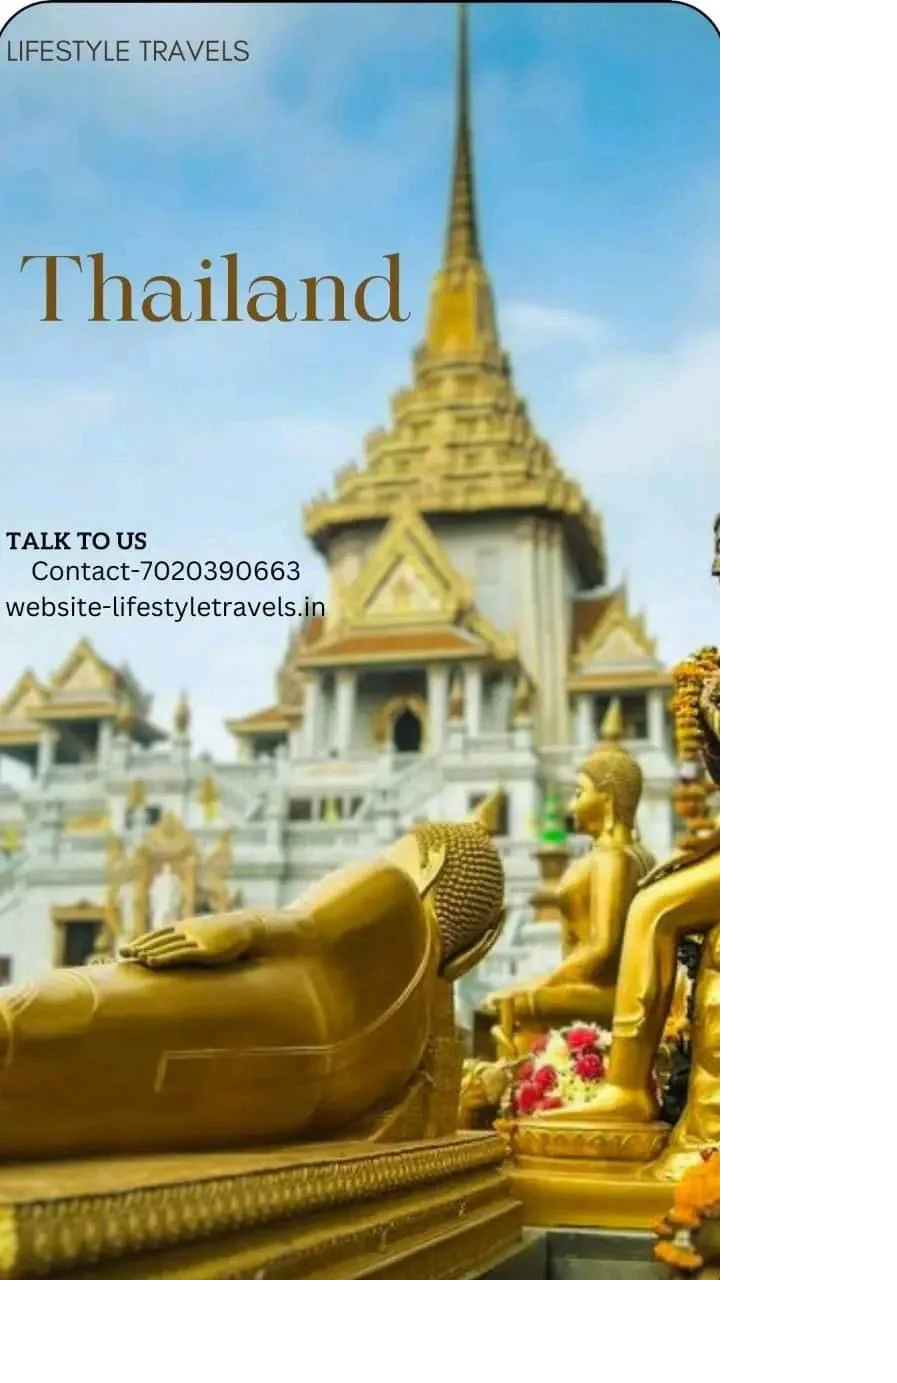 LIFESTYLE TRAVELS
Thailand
TALK TO US
Contact-7020390663
website-lifestyletravels.in